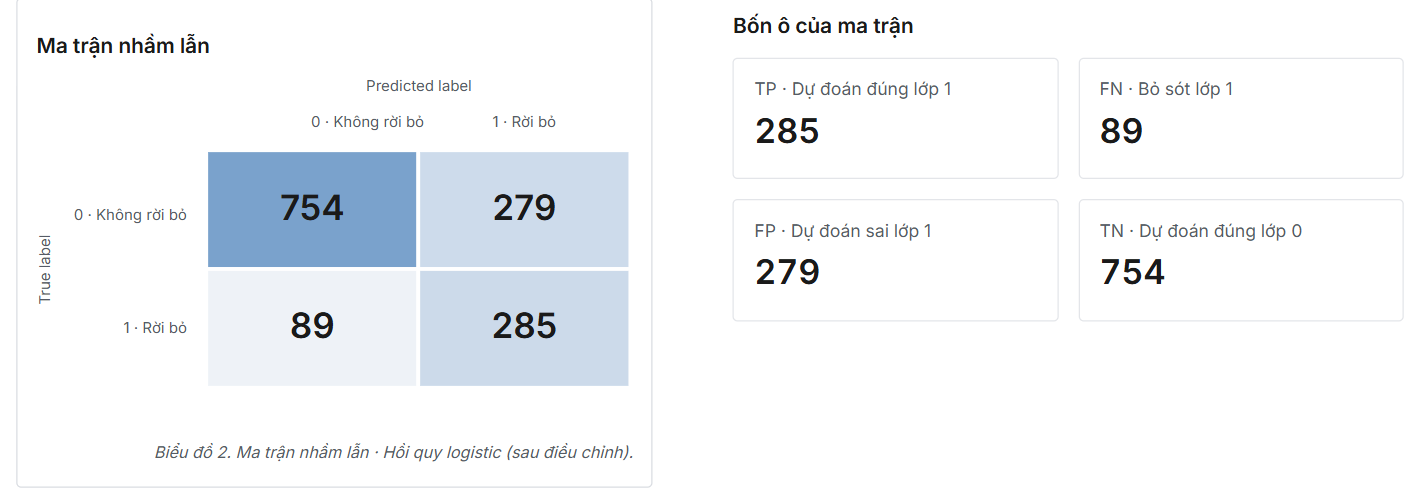 Ma trận nhầm lẫn
Predicted label
0 · Không rời bỏ
1 · Rời bỏ
True label
0 · Không rời bỏ
754
279
1 · Rời bỏ
89
285
Biểu đồ 2. Ma trận nhầm lẫn · Hồi quy logistic (sau điều chỉnh).
Bốn ô của ma trận
TP · Dự đoán đúng lớp 1
285
FN · Bỏ sót lớp 1
89
FP · Dự đoán sai lớp 1
279
TN · Dự đoán đúng lớp 0
754